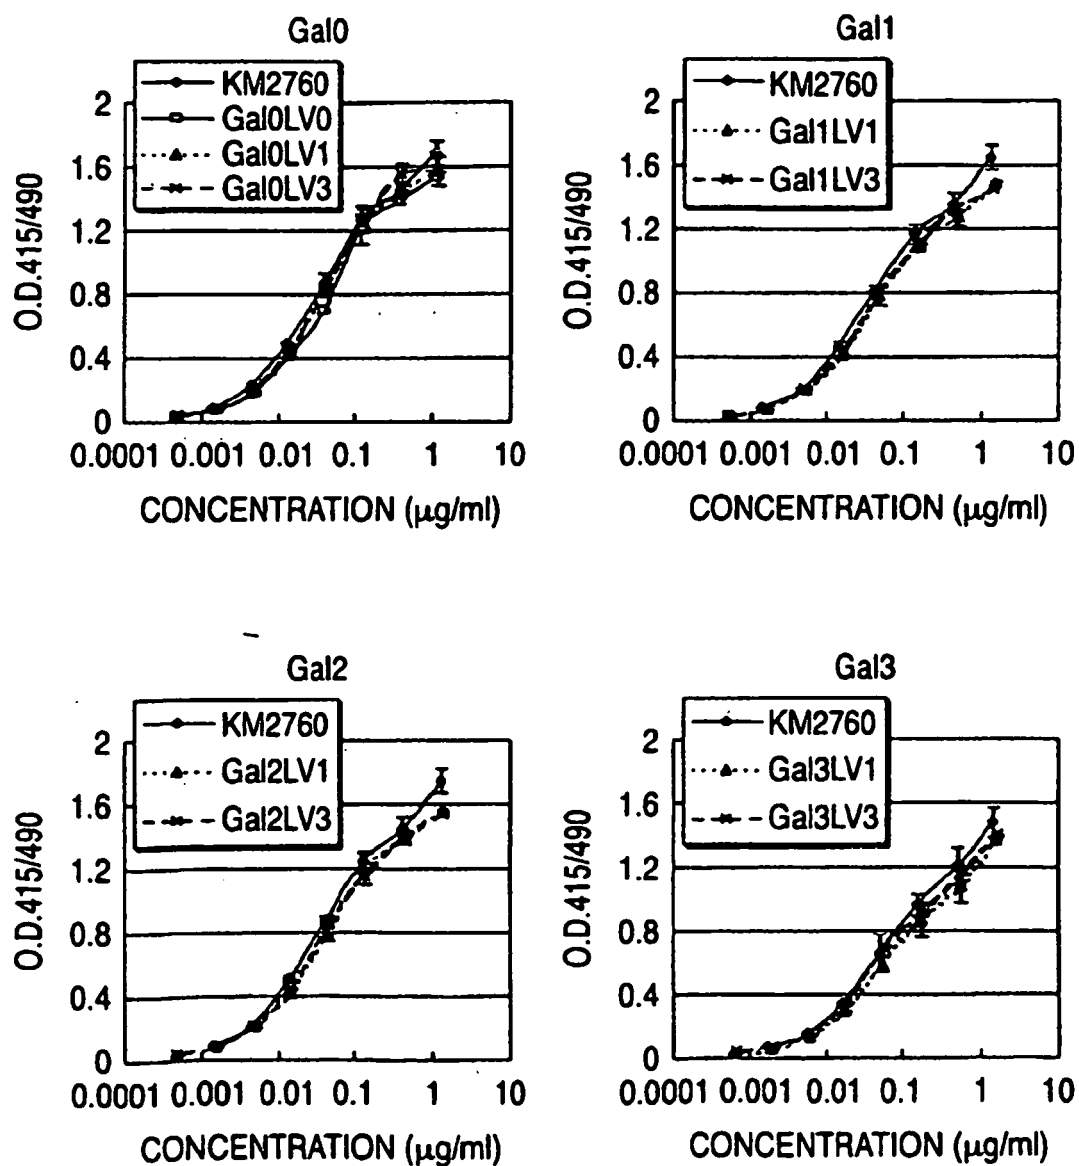 Gal0
KM2760
Gal0LV0
Gal0LV1
Gal0LV3
2
1.6
1.2
0.8
0.4
0
O.D.415/490
0.0001 0.001 0.01 0.1 1 10
CONCENTRATION (μg/ml)
Gal1
KM2760
Gal1LV1
Gal1LV3
2
1.6
1.2
0.8
0.4
0
O.D.415/490
0.0001 0.001 0.01 0.1 1 10
CONCENTRATION (μg/ml)
Gal2
KM2760
Gal2LV1
Gal2LV3
2
1.6
1.2
0.8
0.4
0
O.D.415/490
0.0001 0.001 0.01 0.1 1 10
CONCENTRATION (μg/ml)
Gal3
KM2760
Gal3LV1
Gal3LV3
2
1.6
1.2
0.8
0.4
0
O.D.415/490
0.0001 0.001 0.01 0.1 1 10
CONCENTRATION (μg/ml)